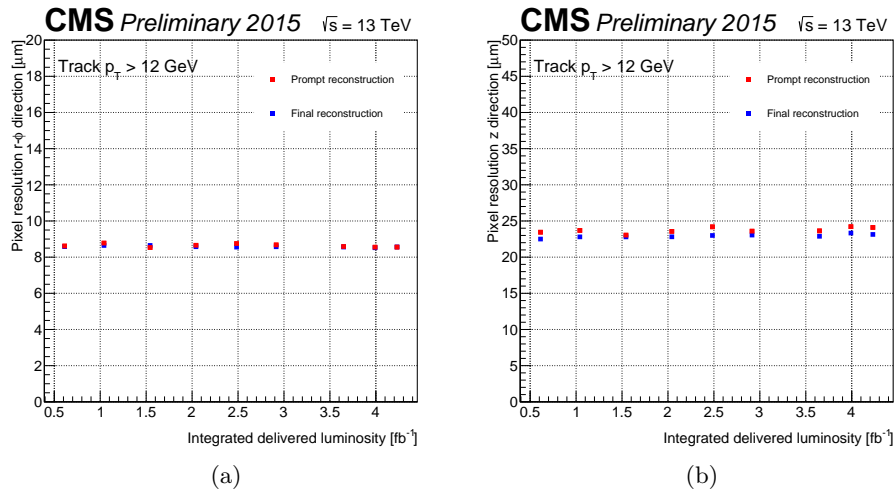 CMS Preliminary 2015 √s = 13 TeV
Pixel resolution r-ϕ direction [μm]
20
18
16
14
12
10
8
6
4
2
0
Track p_T > 12 GeV
Prompt reconstruction
Final reconstruction
0.5 1 1.5 2 2.5 3 3.5 4
Integrated delivered luminosity [fb⁻¹]
(a)
CMS Preliminary 2015 √s = 13 TeV
Pixel resolution z direction [μm]
50
45
40
35
30
25
20
15
10
5
0
Track p_T > 12 GeV
Prompt reconstruction
Final reconstruction
0.5 1 1.5 2 2.5 3 3.5 4
Integrated delivered luminosity [fb⁻¹]
(b)